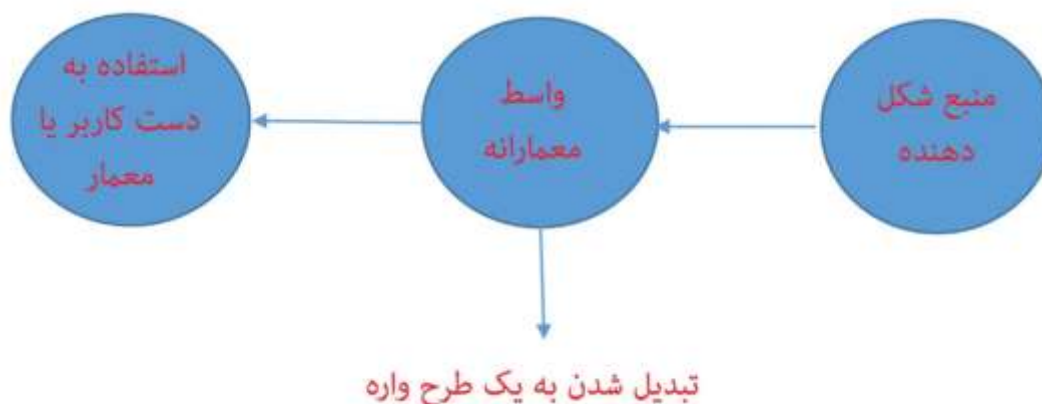 منبع شکل
دهنده
واسط
معمارانه
استفاده به
دست کاربر یا
معمار
تبدیل شدن به یک طرح واره